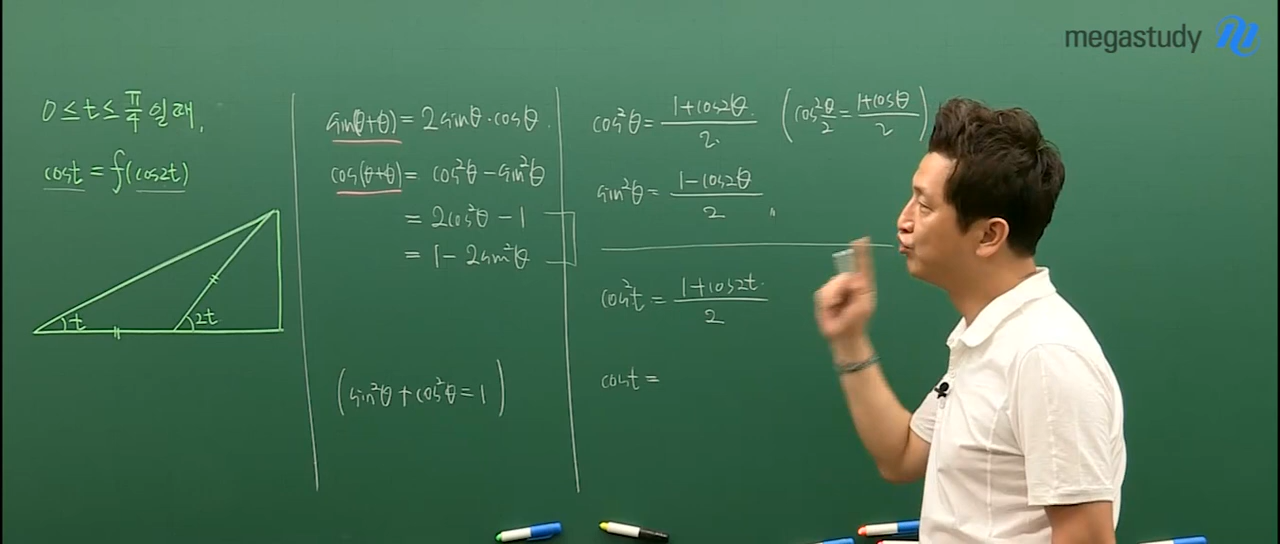 megastudy
0 ≤ t ≤ π/4 일때,
cost = f(cos2t)
t
2t
sin(θ+θ) = 2sinθ·cosθ.
cos(θ+θ) = cos²θ - sin²θ
= 2cos²θ - 1
= 1 - 2sin²θ
(sin²θ + cos²θ = 1)
cos²θ = (1+cos2θ)/2 (cos²θ/2 = (1+cosθ)/2)
sin²θ = (1-cos2θ)/2
cos²t = (1+cos2t)/2
cost =